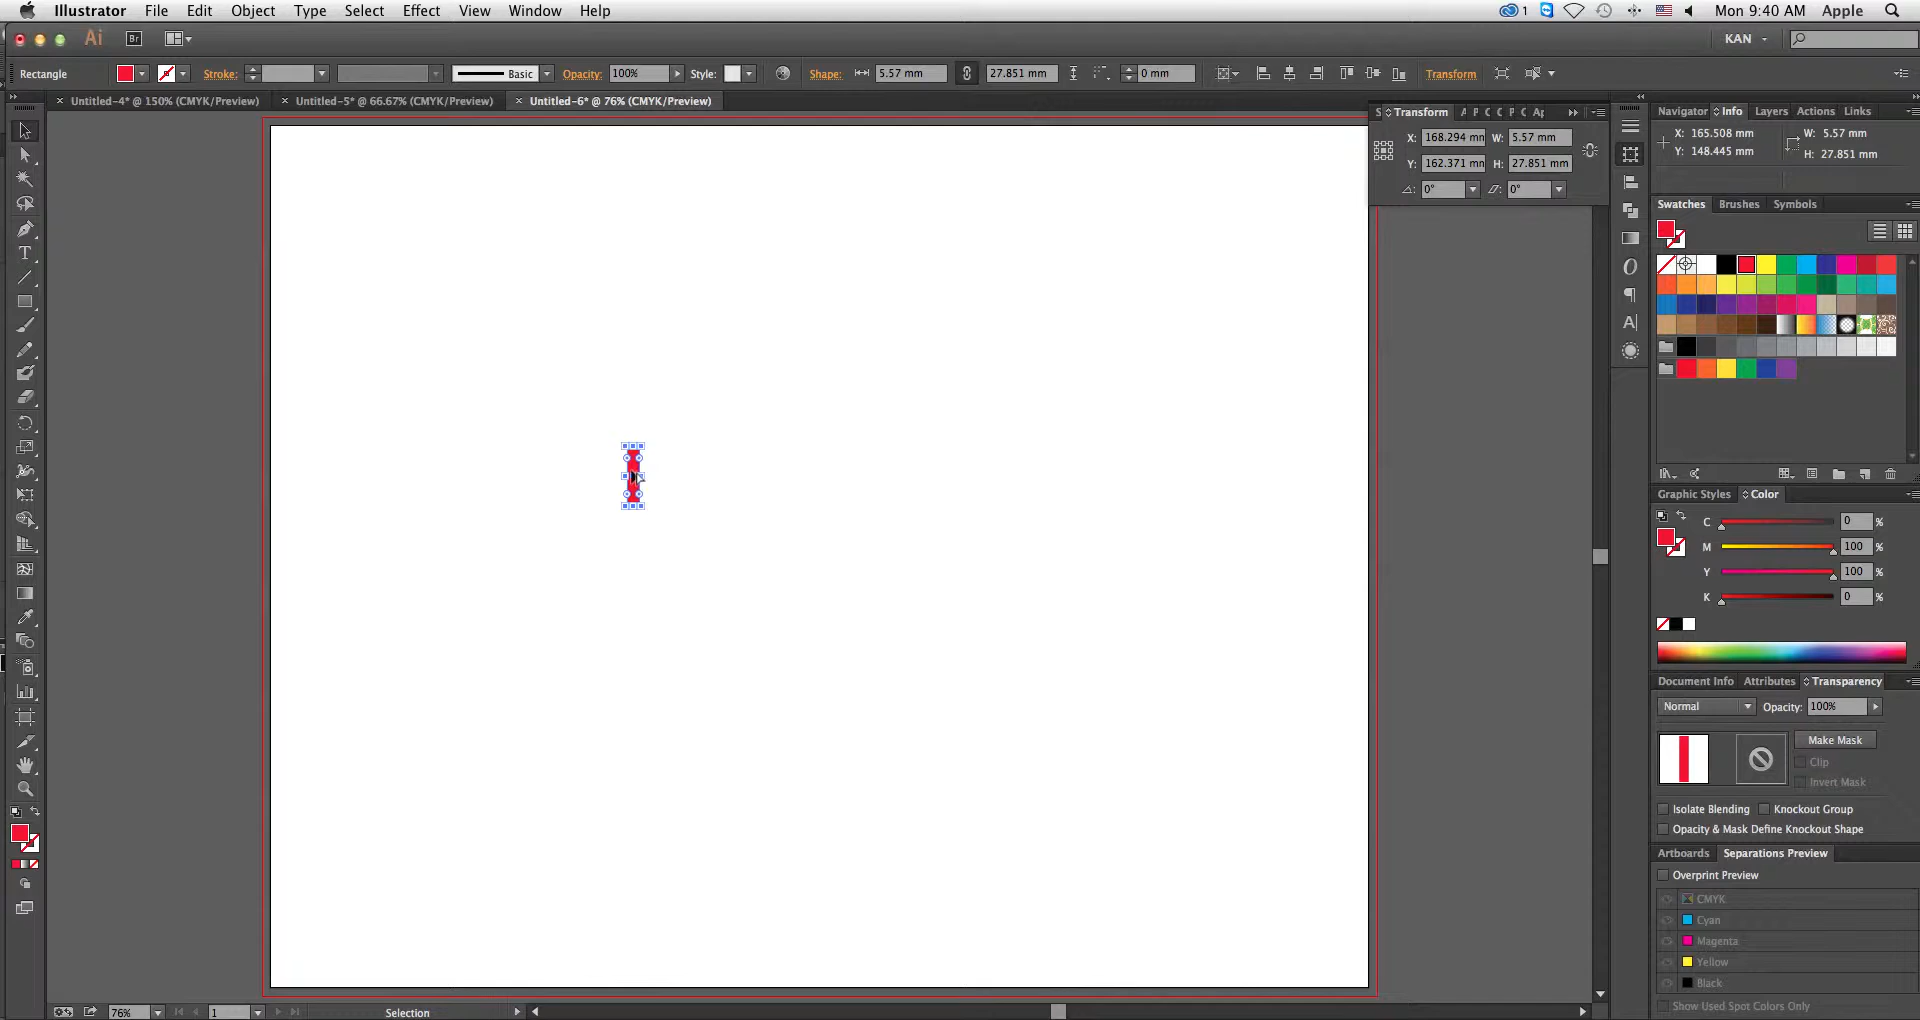 Illustrator File Edit Object Type Select Effect View Window Help 1 Mon 9:40 AM Apple
Ai Br KAN
Rectangle Stroke: Basic Opacity: 100% Style: Shape: 5.57 mm 27.851 mm 0 mm Transform
Untitled-4* @ 150% (CMYK/Preview) Untitled-5* @ 66.67% (CMYK/Preview) Untitled-6* @ 76% (CMYK/Preview)
Transform
X: 168.294 mm W: 5.57 mm
Y: 162.371 mm H: 27.851 mm
0° 0°
Navigator Info Layers Actions Links
X: 165.508 mm W: 5.57 mm
Y: 148.445 mm H: 27.851 mm
Swatches Brushes Symbols
Graphic Styles Color
C 0 %
M 100 %
Y 100 %
K 0 %
Document Info Attributes Transparency
Normal Opacity: 100%
Make Mask
Clip
Invert Mask
Isolate Blending Knockout Group
Opacity & Mask Define Knockout Shape
Artboards Separations Preview
Overprint Preview
CMYK
Cyan
Magenta
Yellow
Black
Show Used Spot Colors Only
76% 1 Selection